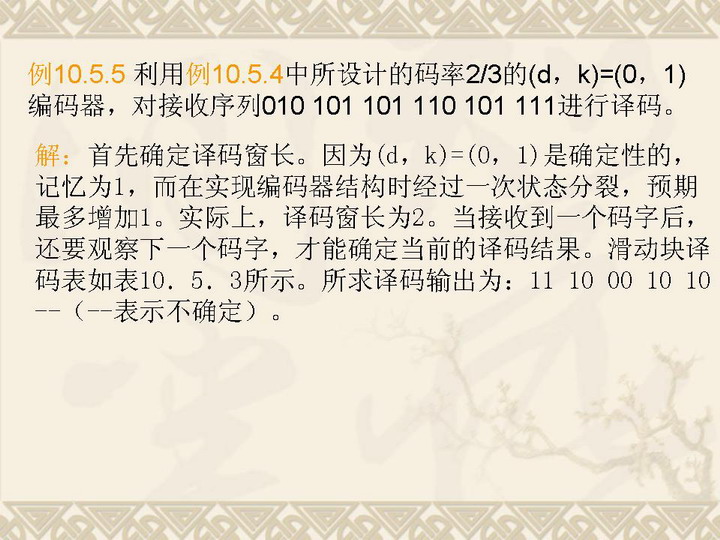 例10.5.5 利用例10.5.4中所设计的码率2/3的(d，k)=(0，1)
编码器，对接收序列010 101 101 110 101 111进行译码。
解：首先确定译码窗长。因为(d，k)=(0，1)是确定性的，
记忆为1，而在实现编码器结构时经过一次状态分裂，预期
最多增加1。实际上，译码窗长为2。当接收到一个码字后，
还要观察下一个码字，才能确定当前的译码结果。滑动块译
码表如表10．5．3所示。所求译码输出为：11 10 00 10 10
--（--表示不确定）。